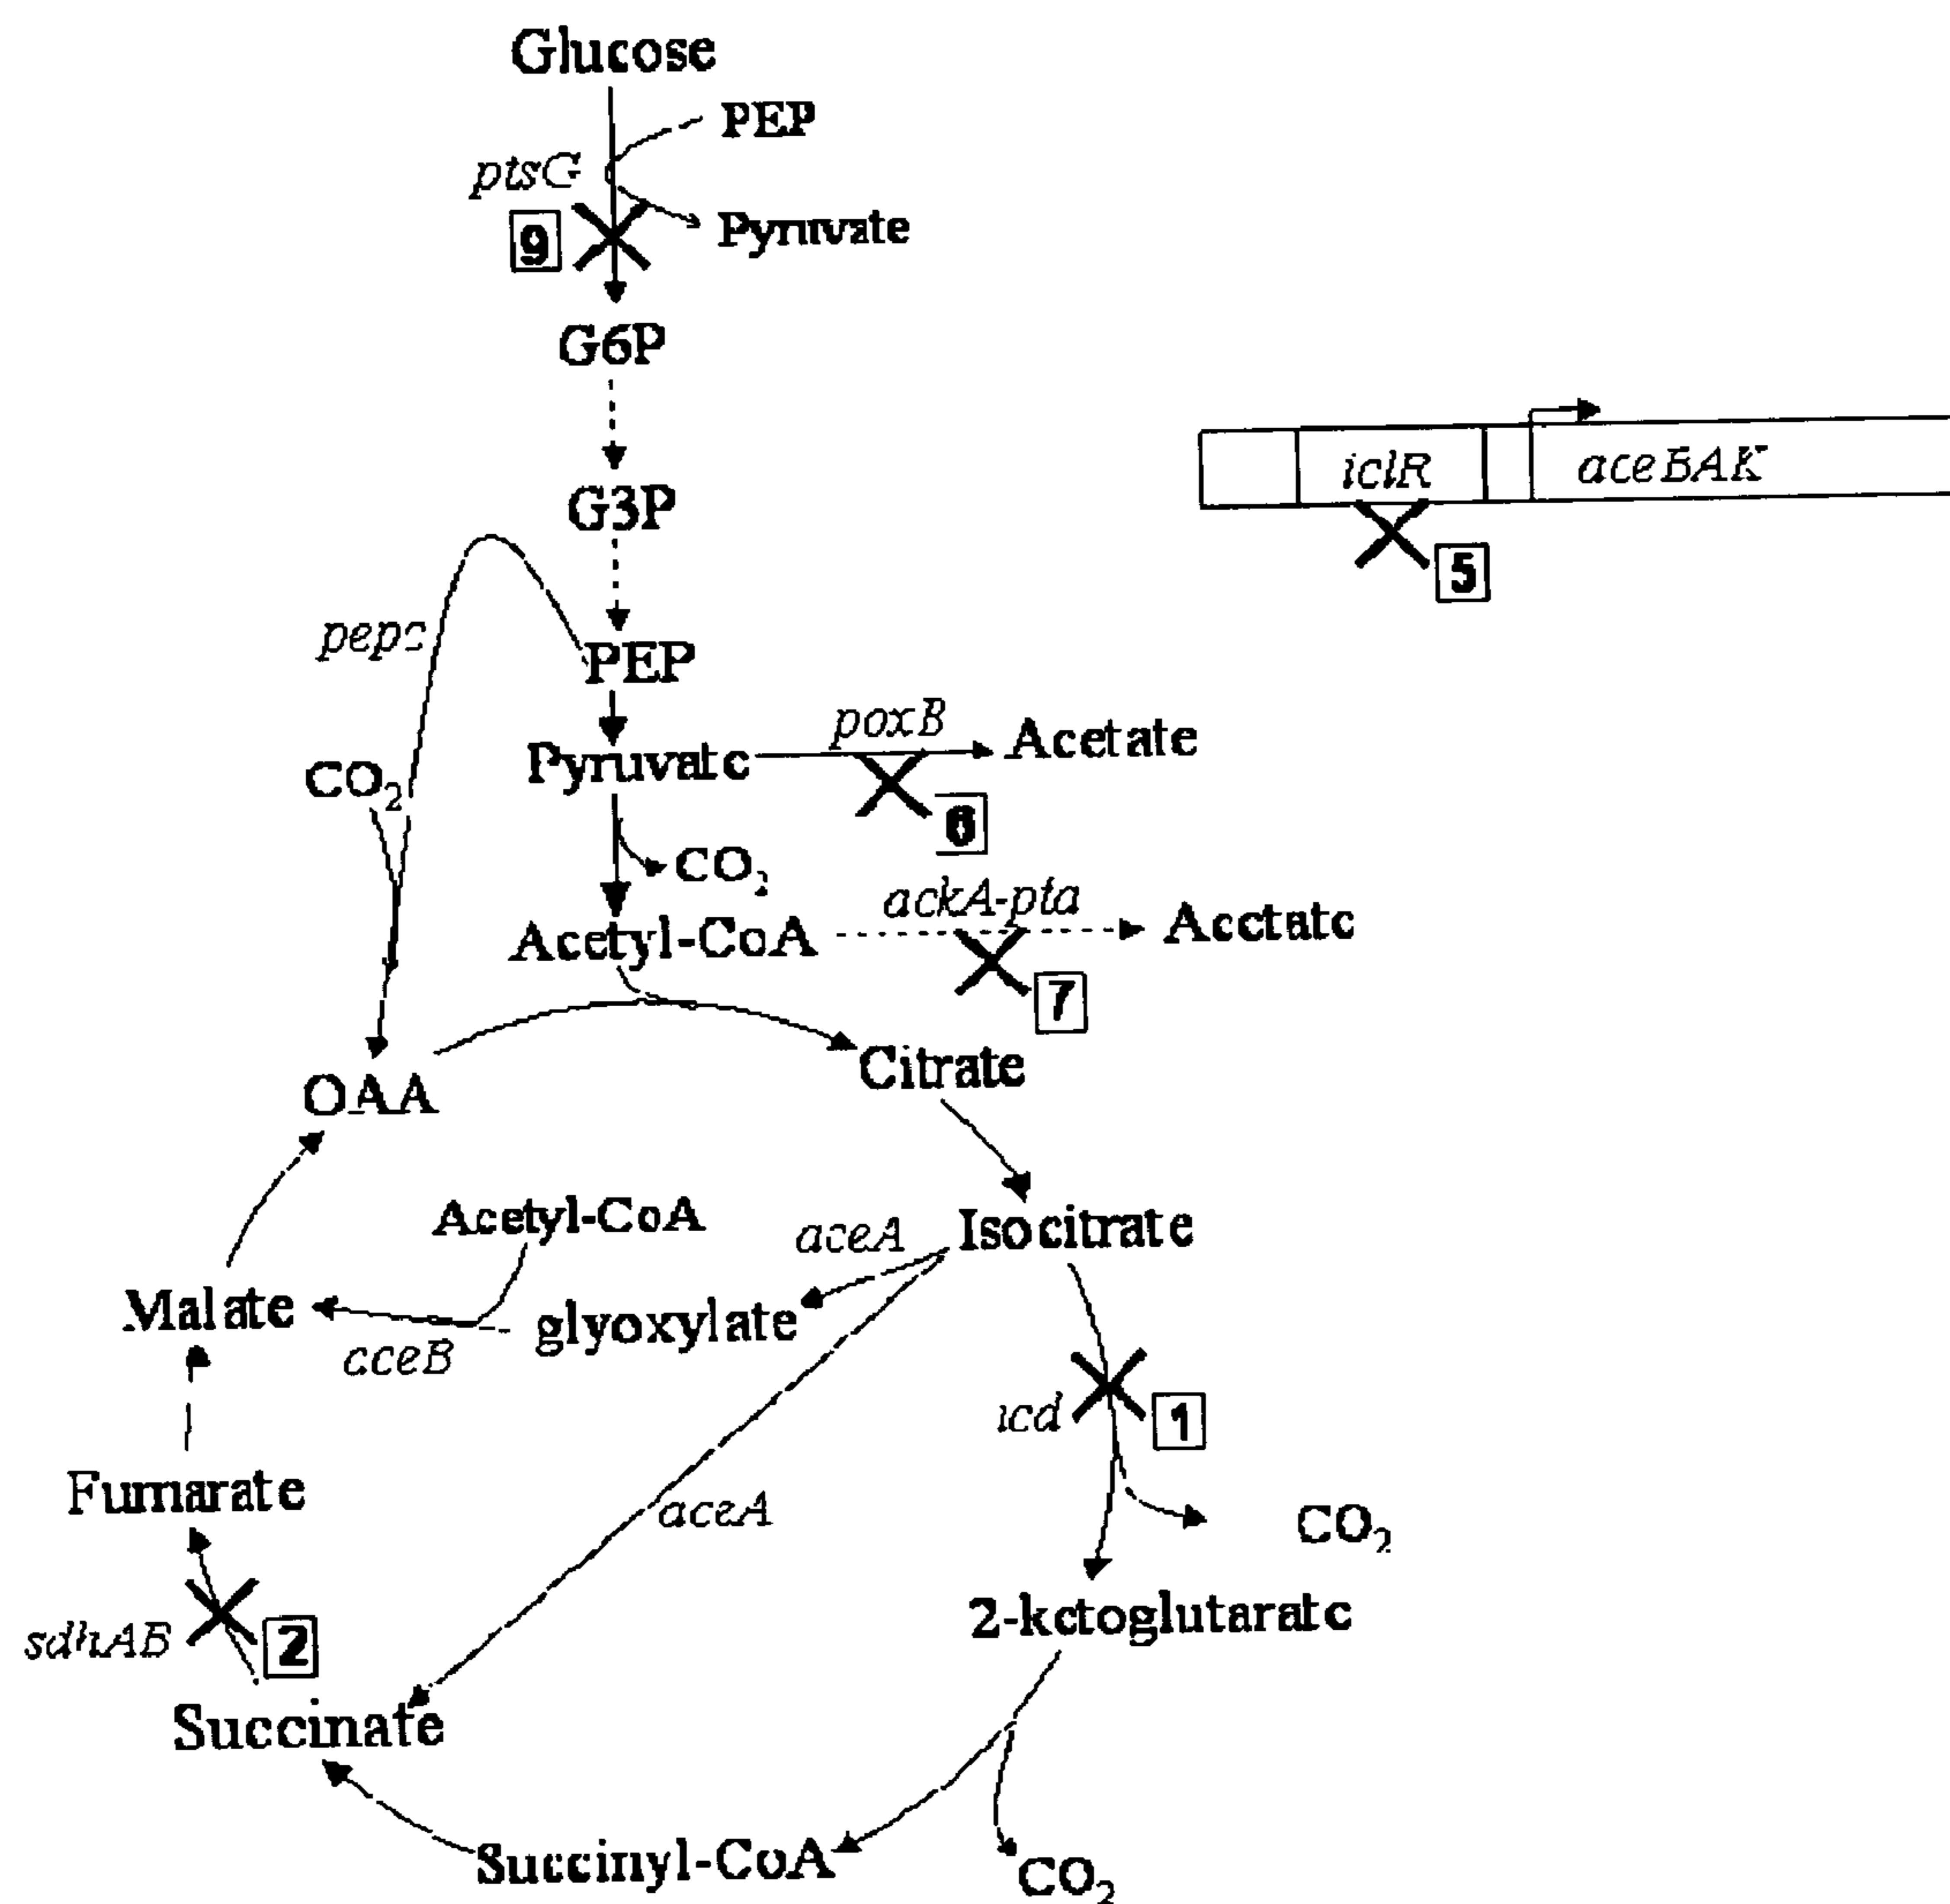 Glucose
PEP
ptsG
9
Pyruvate
G6P
iclR
aceBAK
5
G3P
pepc
PEP
poxB
Acetate
Pyruvate
CO2
6
CO2
ackA-pta
Acetyl-CoA
Acetate
7
Citrate
OAA
Acetyl-CoA
aceA
Isocitrate
Malate
glyoxylate
aceB
icd
1
Fumarate
aceA
CO2
2-ketoglutarate
sdhAB
2
Succinate
Succinyl-CoA
CO2